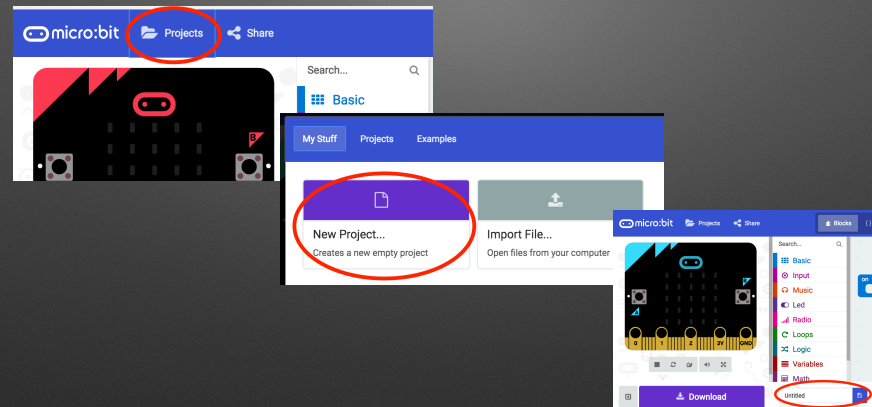 micro:bit Projects Share
Search...
Basic
B
My Stuff Projects Examples
New Project...
Creates a new empty project
Import File...
Open files from your computer
micro:bit Projects Share Blocks {}
Search...
Basic
Input
on
Music
Led
Radio
Loops
Logic
Variables
Math
A
0 1 2 3V GND
Download
Untitled